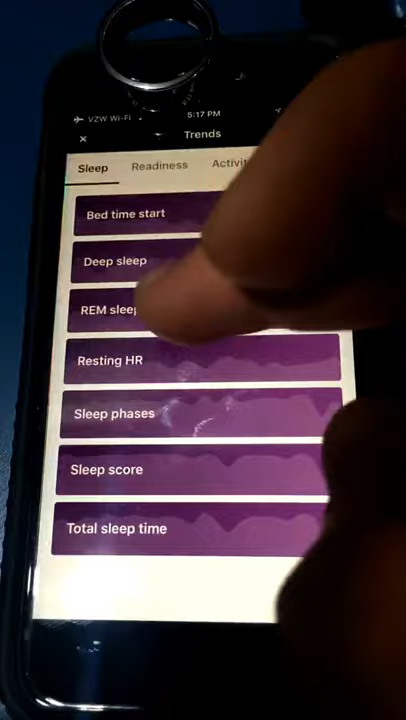 VZW Wi-Fi 5:17 PM
× Trends
Sleep Readiness
Bed time start
Deep sleep
REM
Resting HR
Sleep phases
Sleep score
Total sleep time